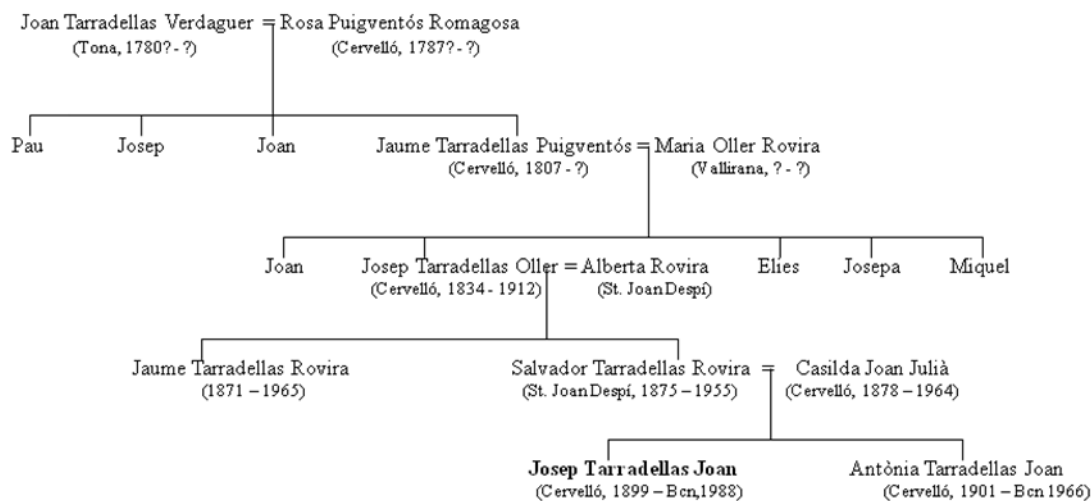 Joan Tarradellas Verdaguer = Rosa Puigventós Romagosa
(Tona, 1780? - ?) (Cervelló, 1787? - ?)
Pau Josep Joan Jaume Tarradellas Puigventós = Maria Oller Rovira
(Cervelló, 1807 - ?) (Vallirana, ? - ?)
Joan Josep Tarradellas Oller = Alberta Rovira Elies Josepa Miquel
(Cervelló, 1834 - 1912) (St. Joan Despí)
Jaume Tarradellas Rovira Salvador Tarradellas Rovira = Casilda Joan Julià
(1871 – 1965) (St. Joan Despí, 1875 – 1955) (Cervelló, 1878 – 1964)
Josep Tarradellas Joan Antònia Tarradellas Joan
(Cervelló, 1899 – Bcn,1988) (Cervelló, 1901 – Bcn 1966)